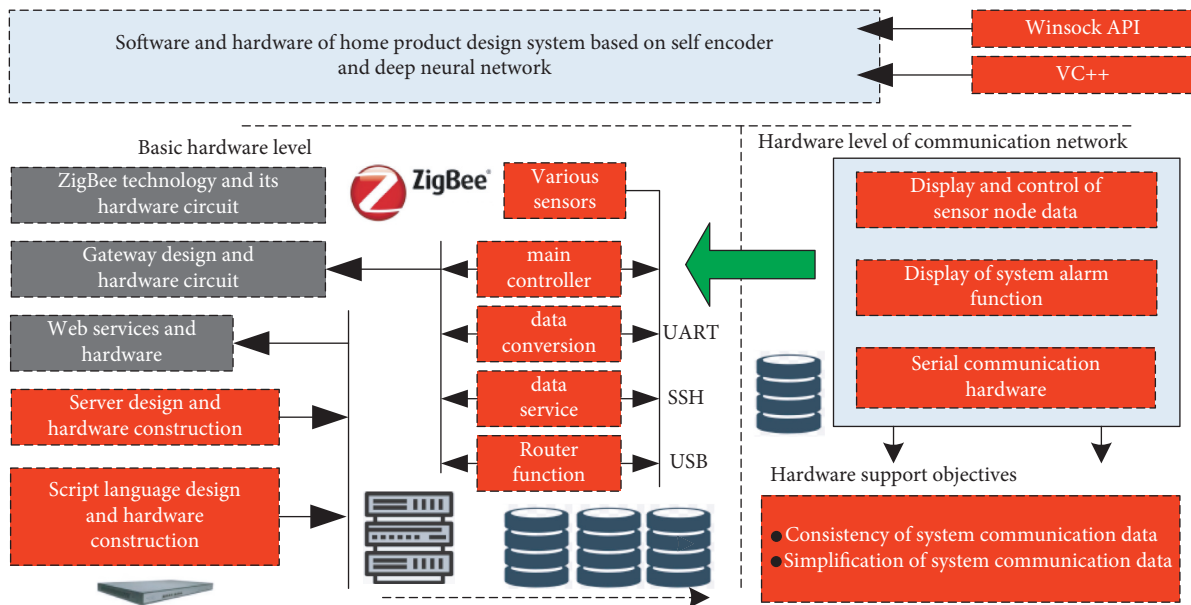 Software and hardware of home product design system based on self encoder
and deep neural network
Winsock API
VC++
Basic hardware level
ZigBee technology and its
hardware circuit
Gateway design and
hardware circuit
Web services and
hardware
Server design and
hardware construction
Script language design
and hardware
construction
ZigBee®
Various
sensors
main
controller
data
conversion
data
service
Router
function
UART
SSH
USB
Hardware level of communication network
Display and control of
sensor node data
Display of system alarm
function
Serial communication
hardware
Hardware support objectives
● Consistency of system communication data
● Simplification of system communication data